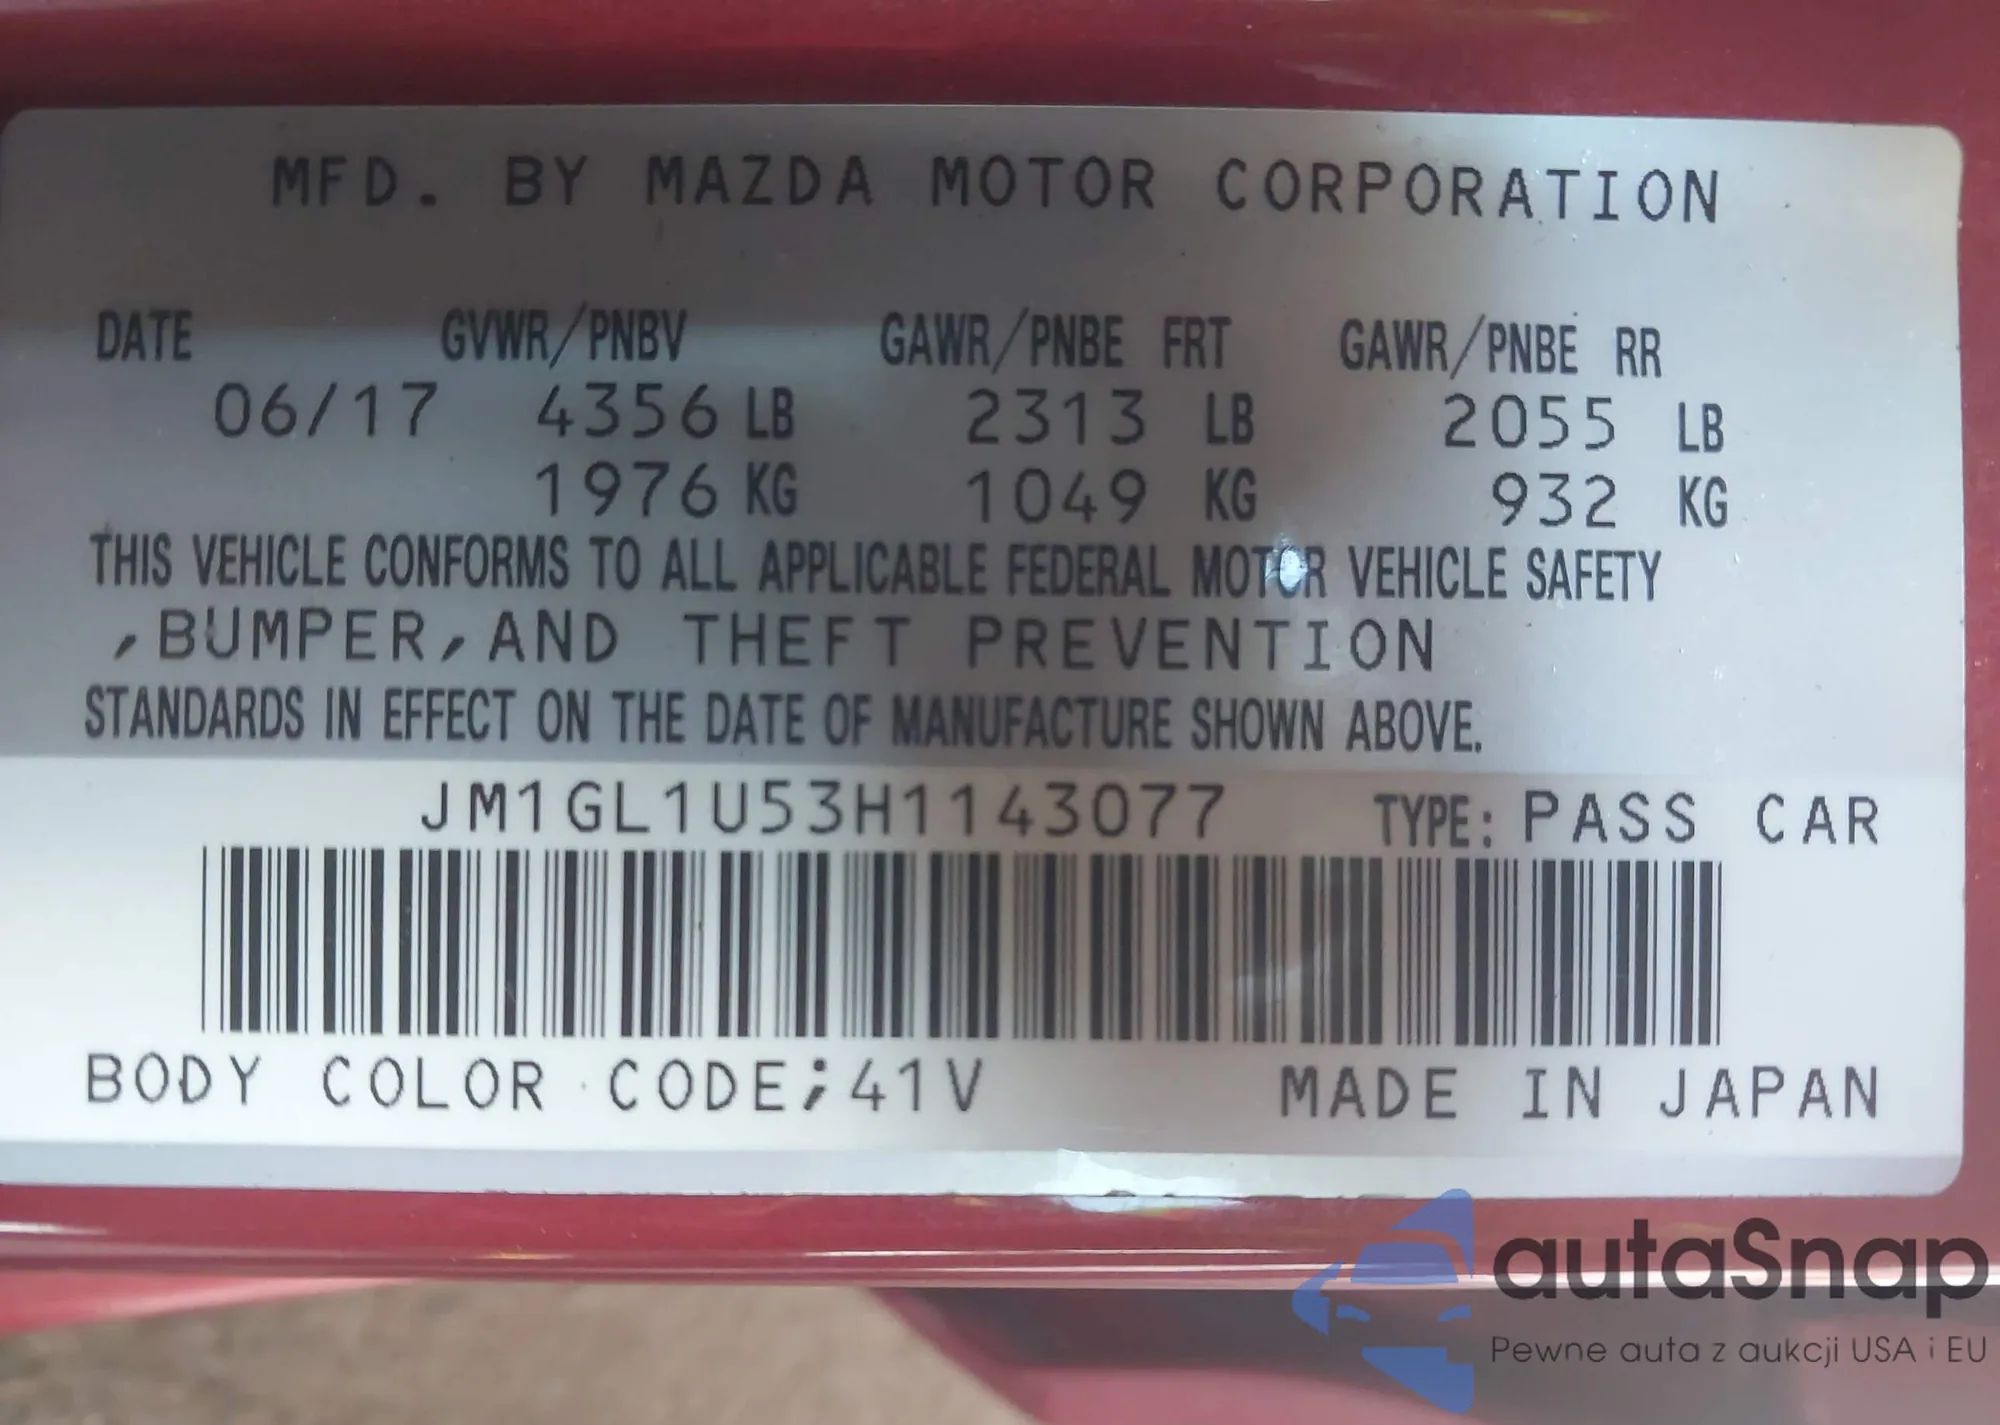 MFD. BY MAZDA MOTOR CORPORATION
DATE GVWR/PNBV GAWR/PNBE FRT GAWR/PNBE RR
06/17 4356 LB 2313 LB 2055 LB
1976 KG 1049 KG 932 KG
THIS VEHICLE CONFORMS TO ALL APPLICABLE FEDERAL MOTOR VEHICLE SAFETY
,BUMPER,AND THEFT PREVENTION
STANDARDS IN EFFECT ON THE DATE OF MANUFACTURE SHOWN ABOVE.
JM1GL1U53H1143077 TYPE: PASS CAR
BODY COLOR CODE;41V MADE IN JAPAN
autaSnap
Pewne auta z aukcji USA i EU